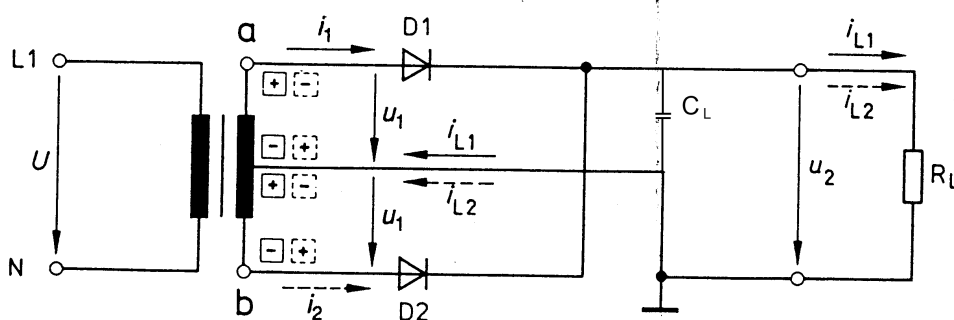 a
i1
D1
iL1
L1
+ -
iL2
u1
CL
- +
iL1
U
u2
RL
+ -
iL2
u1
- +
N
b
i2
D2